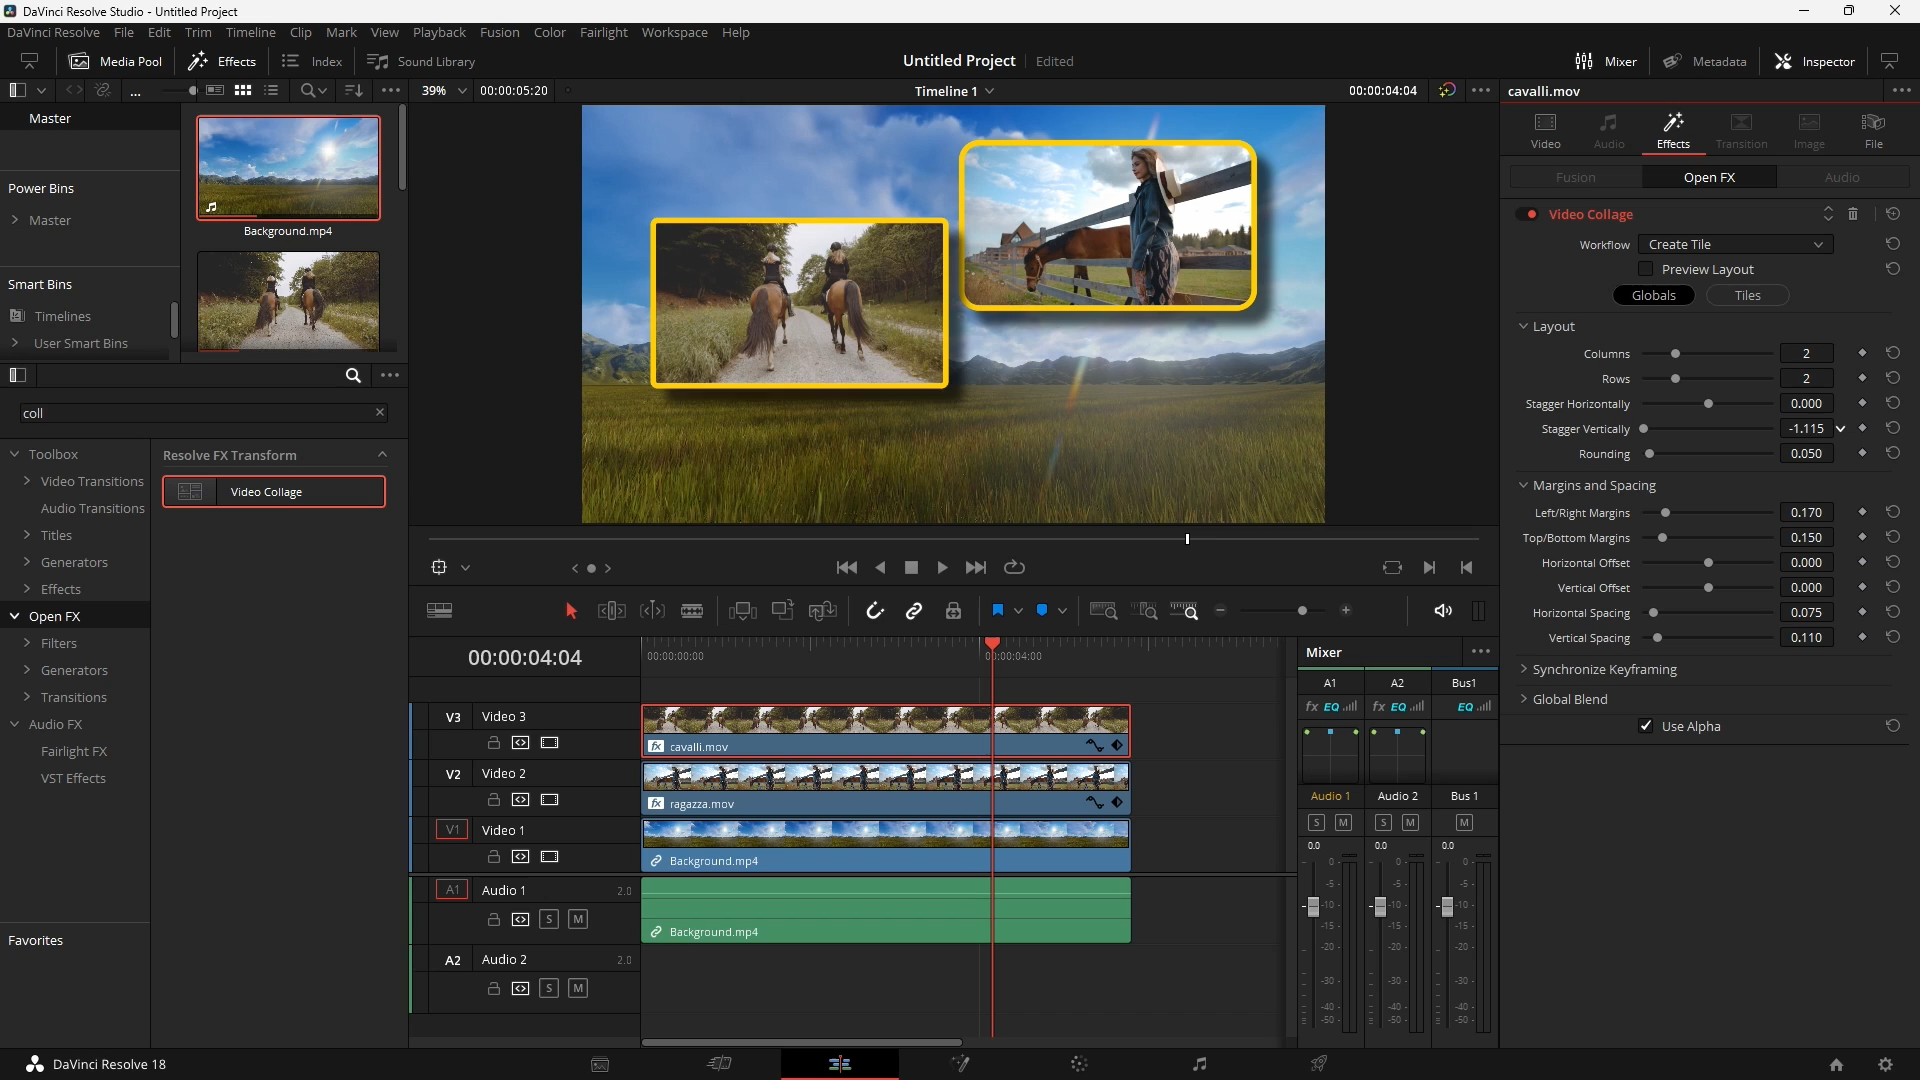 DaVinci Resolve Studio - Untitled Project
DaVinci Resolve File Edit Trim Timeline Clip Mark View Playback Fusion Color Fairlight Workspace Help
Media Pool Effects Index Sound Library Untitled Project Edited Mixer Metadata Inspector
... 39% 00:00:05:20 Timeline 1 00:00:04:04 cavalli.mov
Master
Background.mp4
Power Bins
Master
Smart Bins
Timelines
User Smart Bins
coll
Toolbox
Video Transitions
Audio Transitions
Titles
Generators
Effects
Open FX
Filters
Generators
Transitions
Audio FX
Fairlight FX
VST Effects
Favorites
Resolve FX Transform
Video Collage
00:00:04:04
00:00:00:00 00:00:04:00
V3 Video 3
cavalli.mov
V2 Video 2
ragazza.mov
V1 Video 1
Background.mp4
A1 Audio 1 2.0
S M
Background.mp4
A2 Audio 2 2.0
S M
Mixer
A1 A2 Bus1
fx EQ fx EQ EQ
Audio 1 Audio 2 Bus 1
S M S M M
0.0 0.0 0.0
0- 0- 0-
-5- -5- -5-
-10- -10- -10-
-15- -15- -15-
-20- -20- -20-
-30- -30- -30-
-40- -40- -40-
-50- -50- -50-
Video Audio Effects Transition Image File
Fusion Open FX Audio
Video Collage
Workflow Create Tile
Preview Layout
Globals Tiles
Layout
Columns 2
Rows 2
Stagger Horizontally 0.000
Stagger Vertically -1.115
Rounding 0.050
Margins and Spacing
Left/Right Margins 0.170
Top/Bottom Margins 0.150
Horizontal Offset 0.000
Vertical Offset 0.000
Horizontal Spacing 0.075
Vertical Spacing 0.110
Synchronize Keyframing
Global Blend
Use Alpha
DaVinci Resolve 18